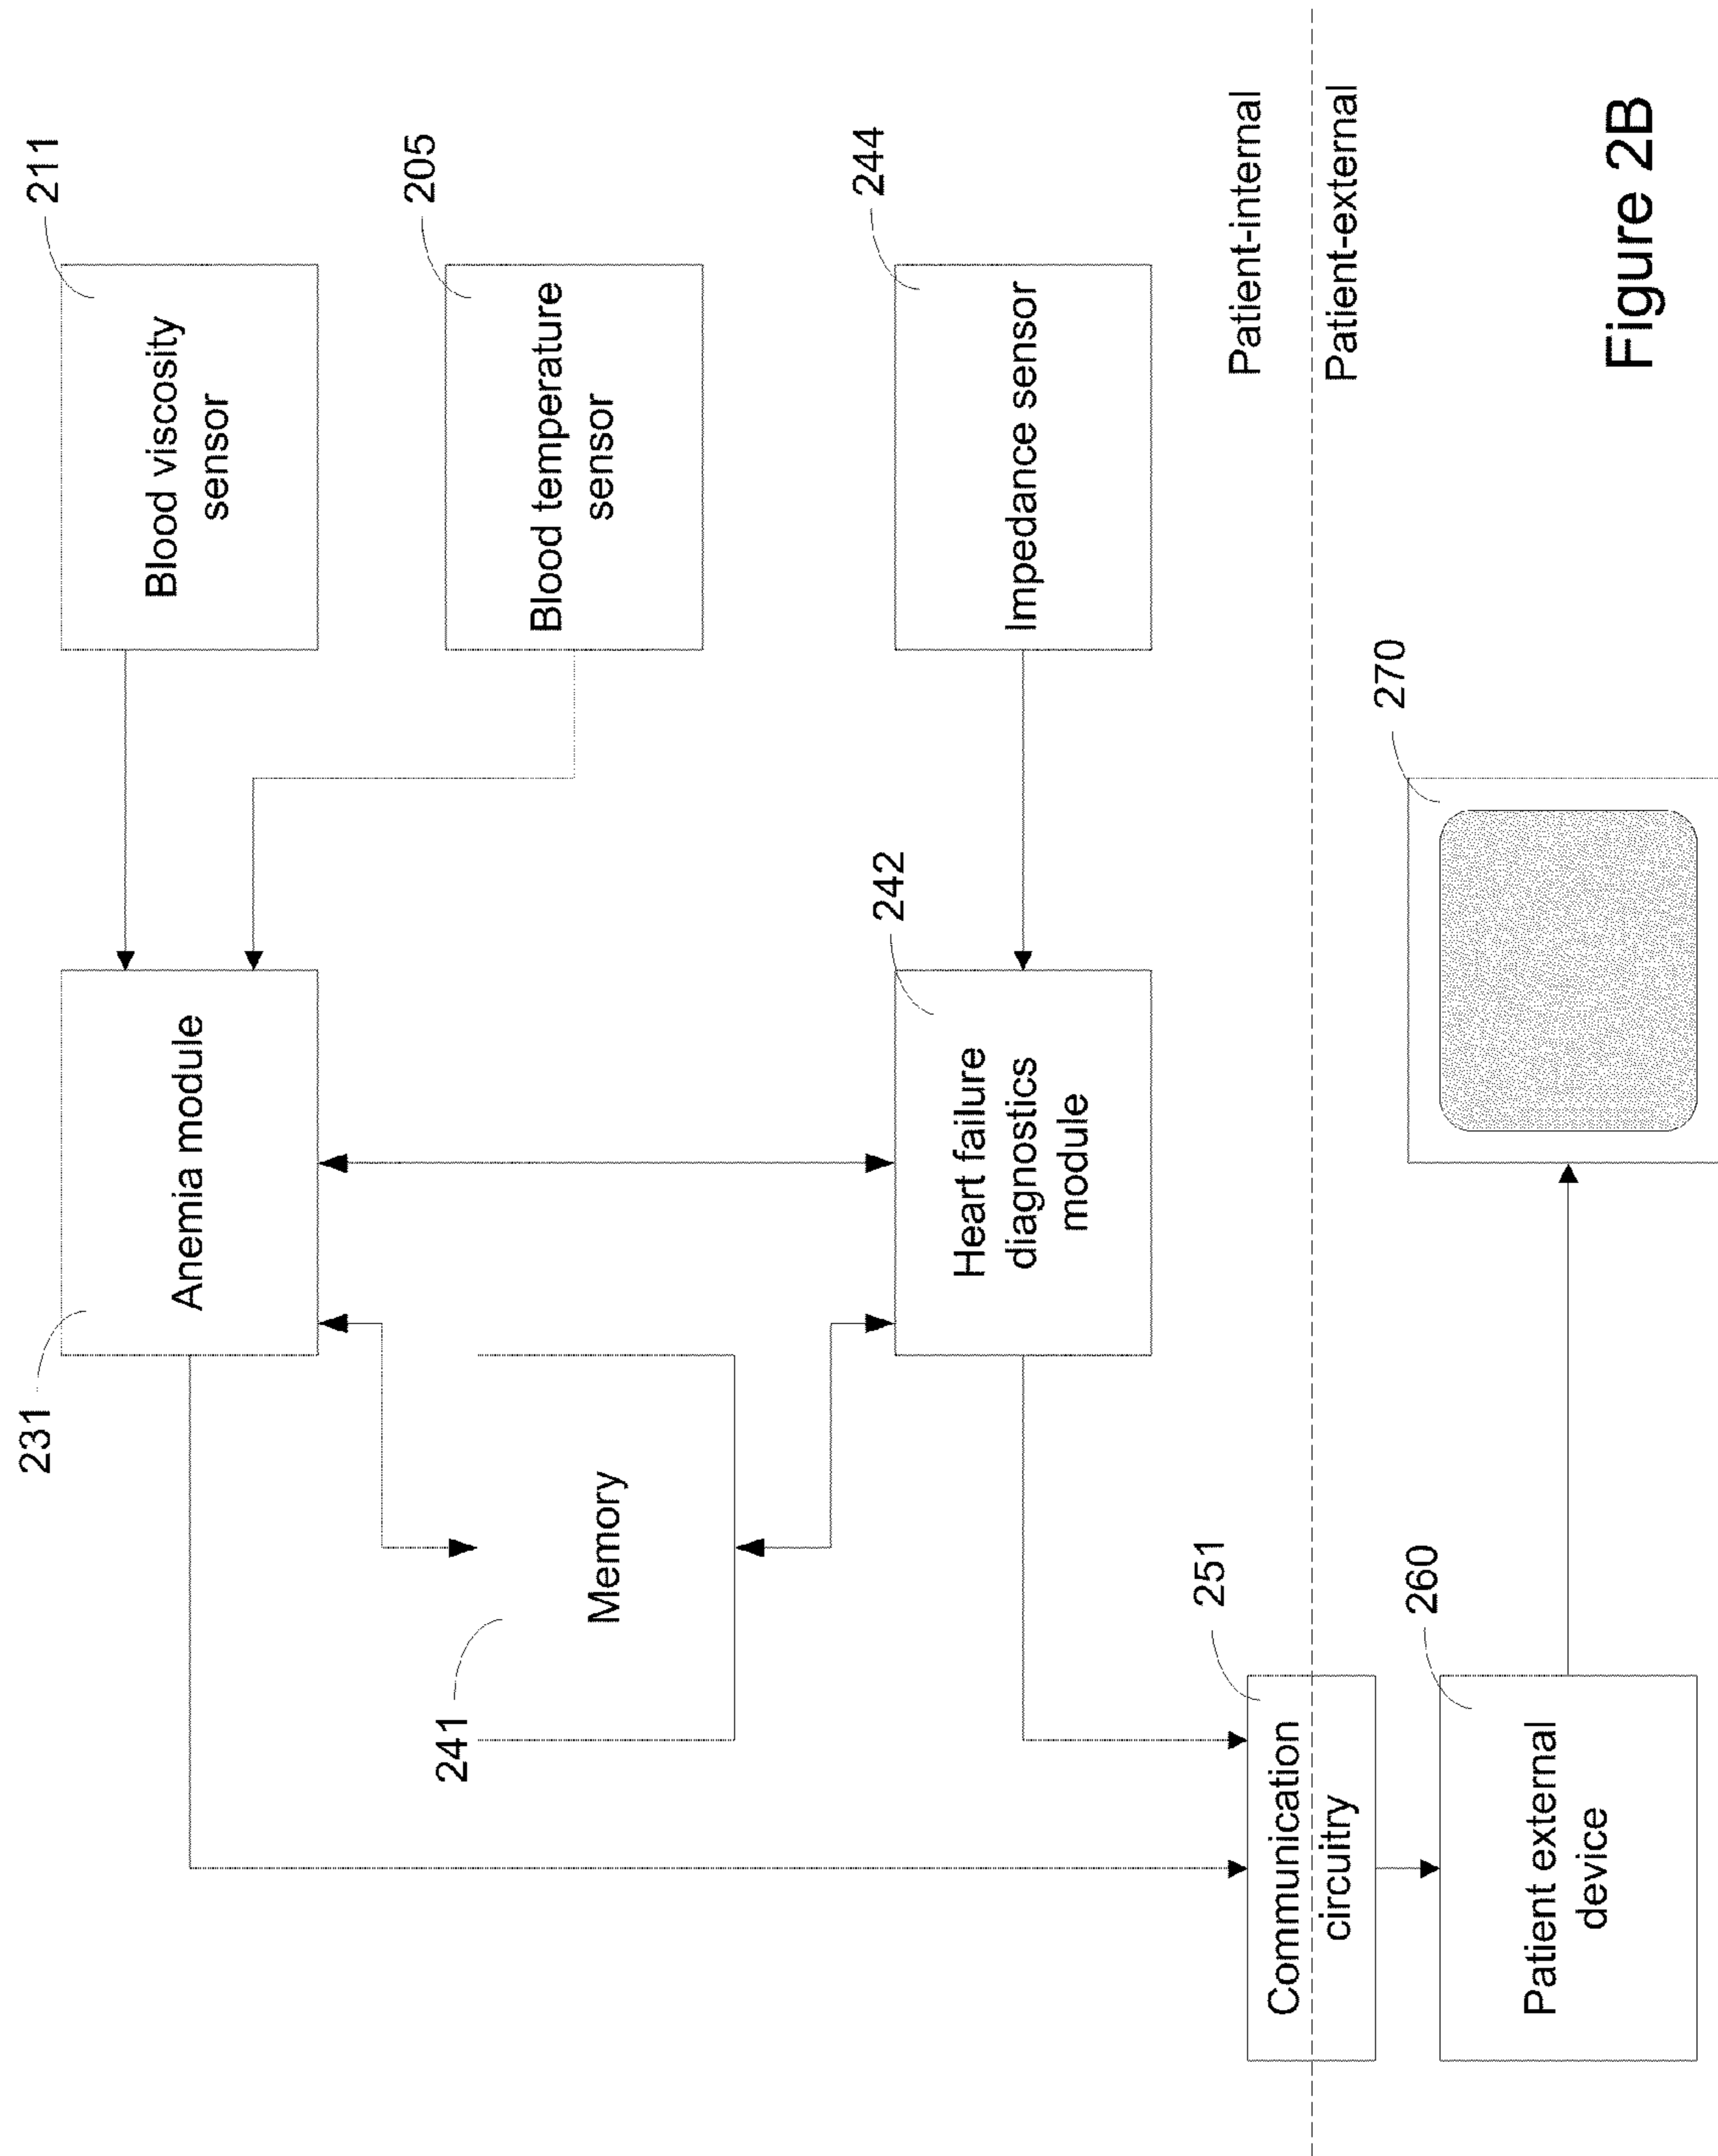 211
Blood viscosity
sensor
205
Blood temperature
sensor
244
Impedance sensor
231
Anemia module
242
Heart failure
diagnostics
module
241
Memory
Patient-internal
Patient-external
251
Communication
circuitry
260
Patient external
device
270
Figure 2B